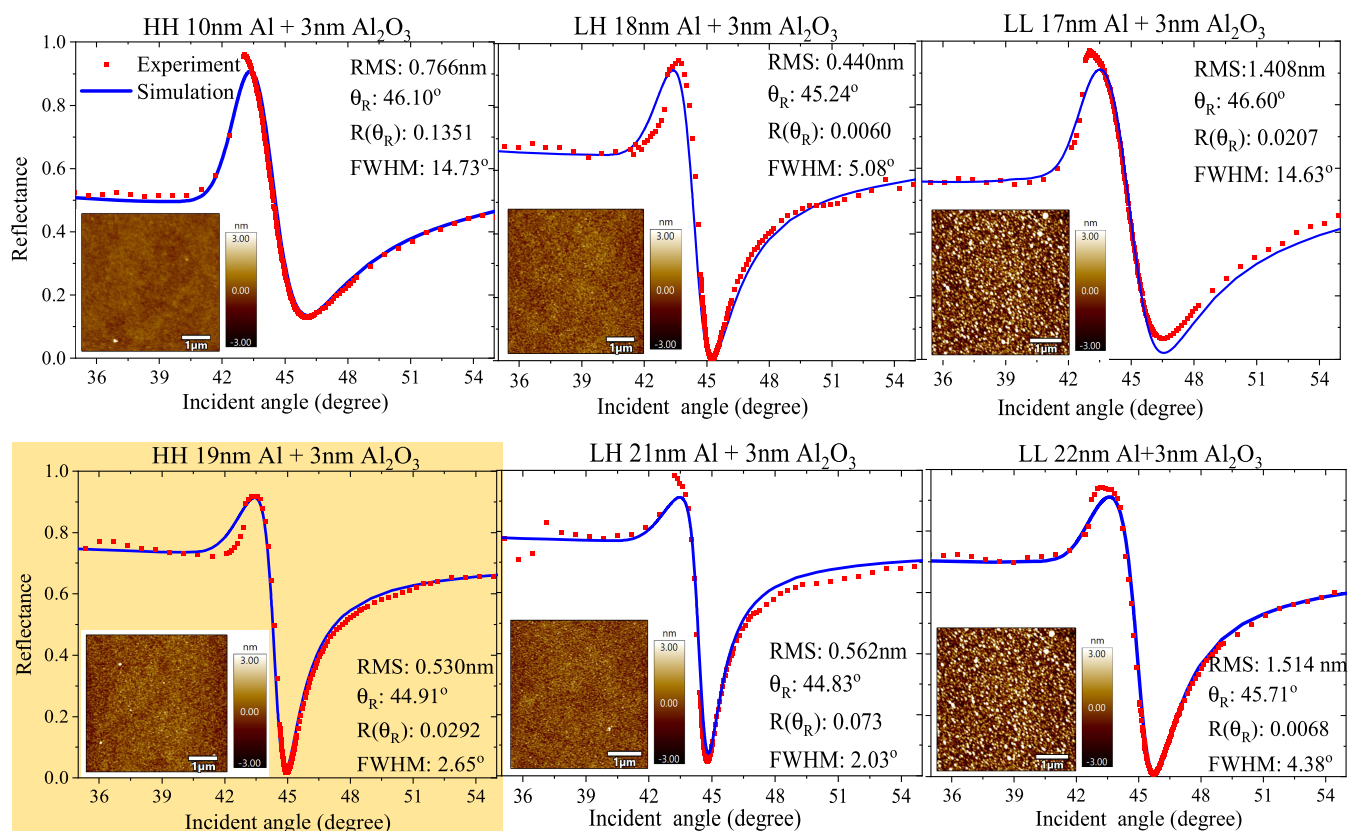 HH 10nm Al + 3nm Al₂O₃
1.0
0.8
0.6
0.4
0.2
0.0
Reflectance
Experiment
Simulation
RMS: 0.766nm
θR: 46.10°
R(θR): 0.1351
FWHM: 14.73°
nm
3.00
0.00
-3.00
1μm
36 39 42 45 48 51
Incident angle (degree)
LH 18nm Al + 3nm Al₂O₃
RMS: 0.440nm
θR: 45.24°
R(θR): 0.0060
FWHM: 5.08°
nm
3.00
0.00
-3.00
1μm
36 39 42 45 48 51 54
Incident angle (degree)
LL 17nm Al + 3nm Al₂O₃
RMS:1.408nm
θR: 46.60°
R(θR): 0.0207
FWHM: 14.63°
nm
3.00
0.00
-3.00
1μm
36 39 42 45 48 51 54
Incident angle (degree)
HH 19nm Al + 3nm Al₂O₃
1.0
0.8
0.6
0.4
0.2
0.0
Reflectance
RMS: 0.530nm
θR: 44.91°
R(θR): 0.0292
FWHM: 2.65°
nm
3.00
0.00
-3.00
1μm
36 39 42 45 48 51 54
Incident angle (degree)
LH 21nm Al + 3nm Al₂O₃
RMS: 0.562nm
θR: 44.83°
R(θR): 0.073
FWHM: 2.03°
nm
3.00
0.00
-3.00
1μm
36 39 42 45 48 51 54
Incident angle (degree)
LL 22nm Al+3nm Al₂O₃
RMS: 1.514 nm
θR: 45.71°
R(θR): 0.0068
FWHM: 4.38°
nm
3.00
0.00
-3.00
1μm
36 39 42 45 48 51 54
Incident angle (degree)